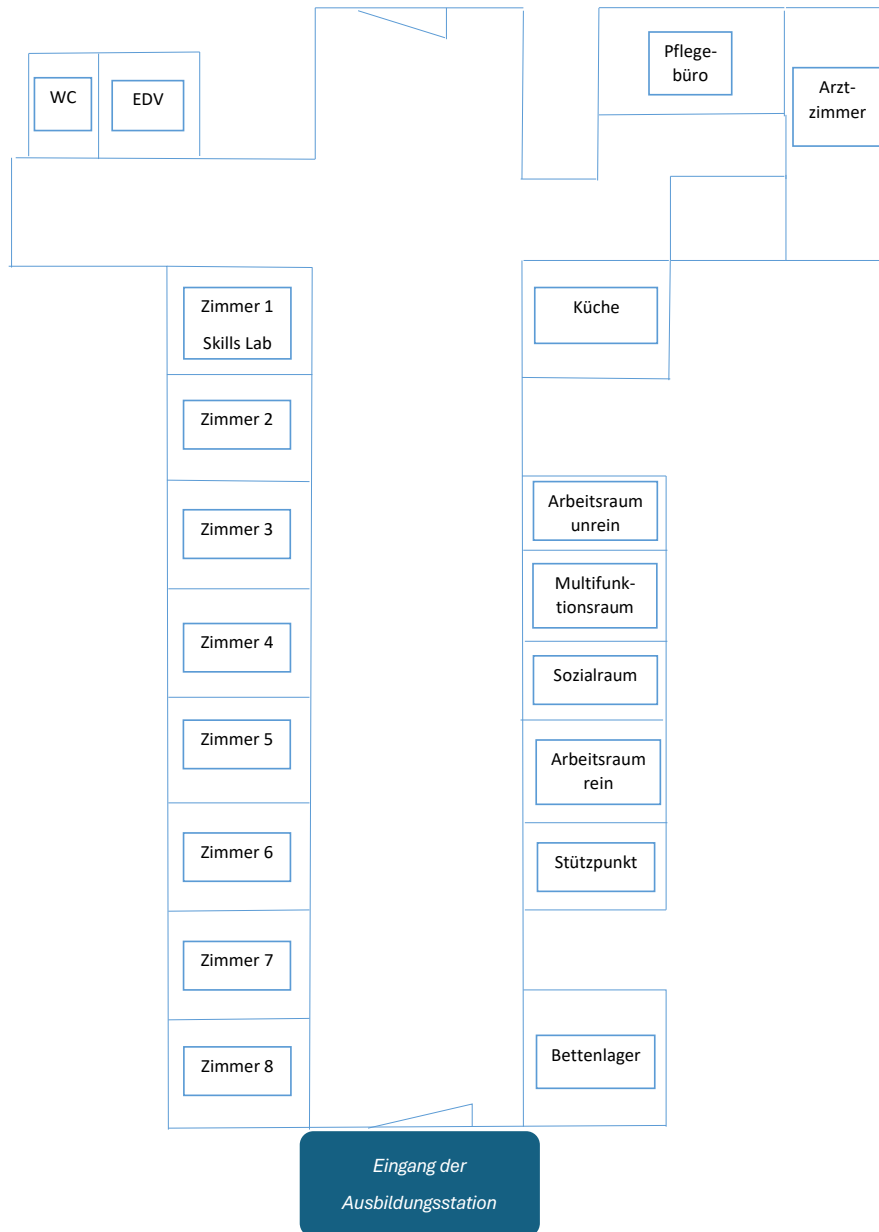 Pflege-
büro
WC
EDV
Arzt-
zimmer
Zimmer 1
Skills Lab
Küche
Zimmer 2
Zimmer 3
Arbeitsraum
unrein
Multifunk-
tionsraum
Zimmer 4
Sozialraum
Zimmer 5
Arbeitsraum
rein
Zimmer 6
Stützpunkt
Zimmer 7
Zimmer 8
Bettenlager
Eingang der
Ausbildungsstation